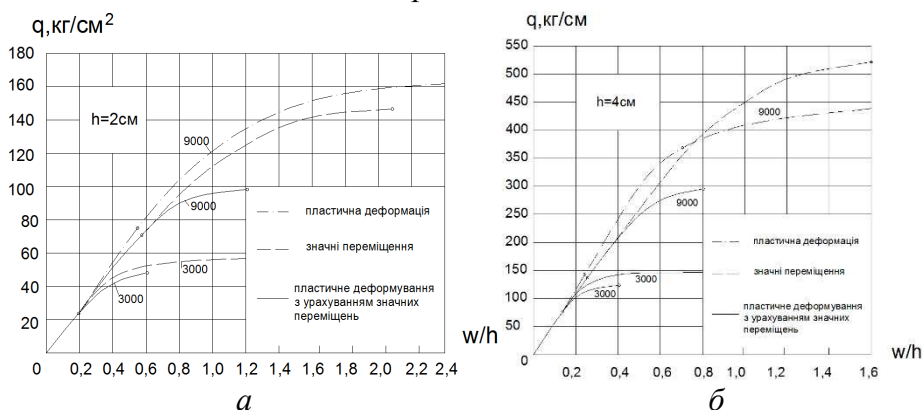 q,кг/см²
180
160
140
120
100
80
60
40
20
0
h=2см
9000
9000
3000
3000
пластична деформація
значні переміщення
пластичне деформування
з урахуванням значних
переміщень
w/h
0,2 0,4 0,6 0,8 1,0 1,2 1,4 1,6 1,8 2,0 2,2 2,4
а
q,кг/см
550
500
450
400
350
300
250
200
150
100
50
0
h=4см
9000
9000
3000
3000
пластична деформація
значні переміщення
пластичне деформування
з урахуванням значних
переміщень
w/h
0,2 0,4 0,6 0,8 1,0 1,2 1,4 1,6
б